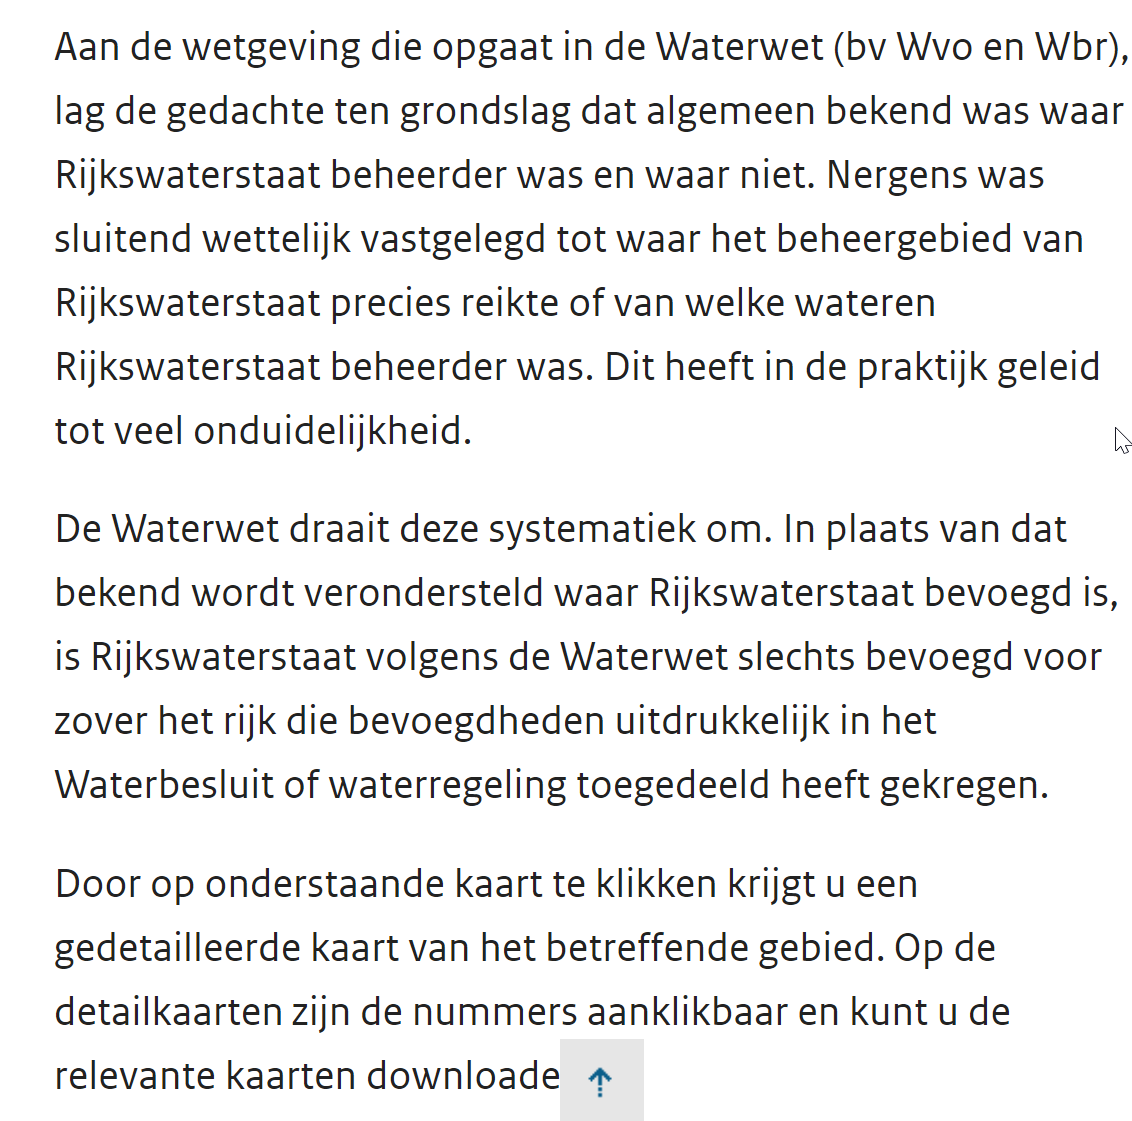 Aan de wetgeving die opgaat in de Waterwet (bv Wvo en Wbr),
lag de gedachte ten grondslag dat algemeen bekend was waar
Rijkswaterstaat beheerder was en waar niet. Nergens was
sluitend wettelijk vastgelegd tot waar het beheergebied van
Rijkswaterstaat precies reikte of van welke wateren
Rijkswaterstaat beheerder was. Dit heeft in de praktijk geleid
tot veel onduidelijkheid.
De Waterwet draait deze systematiek om. In plaats van dat
bekend wordt verondersteld waar Rijkswaterstaat bevoegd is,
is Rijkswaterstaat volgens de Waterwet slechts bevoegd voor
zover het rijk die bevoegdheden uitdrukkelijk in het
Waterbesluit of waterregeling toegedeeld heeft gekregen.
Door op onderstaande kaart te klikken krijgt u een
gedetailleerde kaart van het betreffende gebied. Op de
detailkaarten zijn de nummers aanklikbaar en kunt u de
relevante kaarten downloade